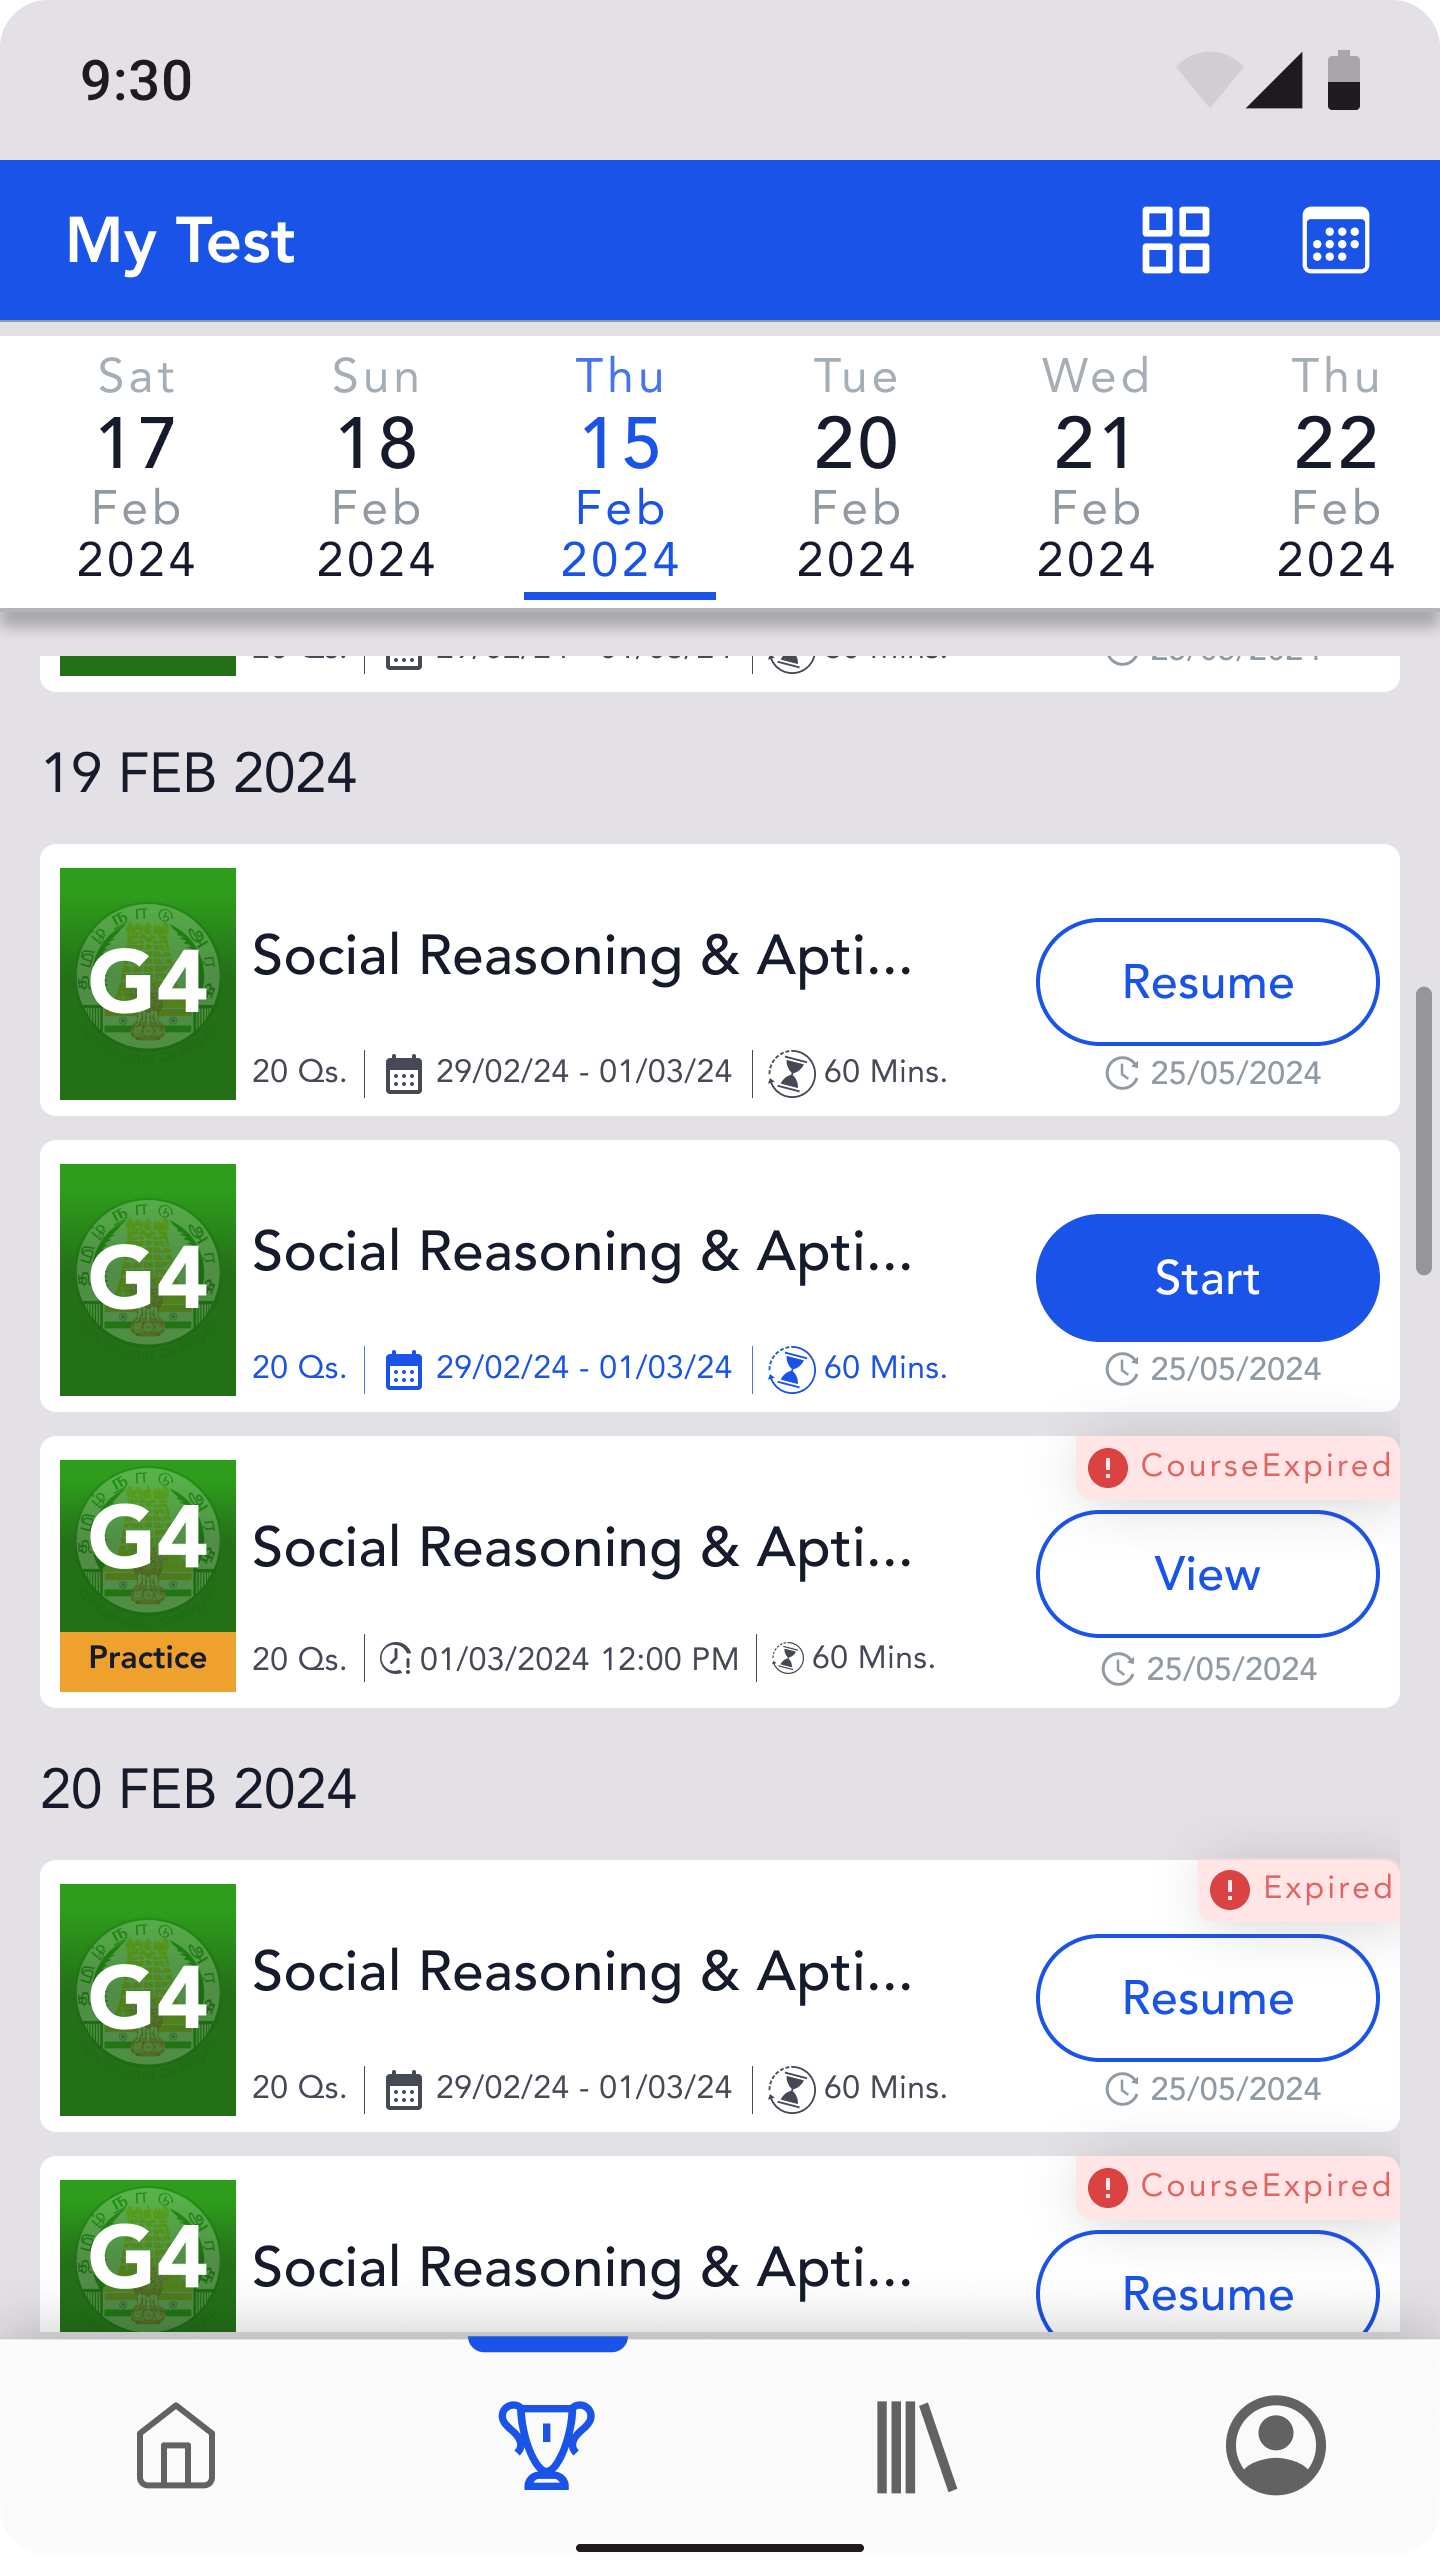 9:30
My Test
Sat Sun Thu Tue Wed Thu
17 18 15 20 21 22
Feb Feb Feb Feb Feb Feb
2024 2024 2024 2024 2024 2024
19 FEB 2024
G4
Social Reasoning & Apti...
Resume
20 Qs. 29/02/24 - 01/03/24 60 Mins. 25/05/2024
G4
Social Reasoning & Apti...
Start
20 Qs. 29/02/24 - 01/03/24 60 Mins. 25/05/2024
CourseExpired
G4
Social Reasoning & Apti...
View
Practice
20 Qs. 01/03/2024 12:00 PM 60 Mins. 25/05/2024
20 FEB 2024
Expired
G4
Social Reasoning & Apti...
Resume
20 Qs. 29/02/24 - 01/03/24 60 Mins. 25/05/2024
CourseExpired
G4
Social Reasoning & Apti...
Resume